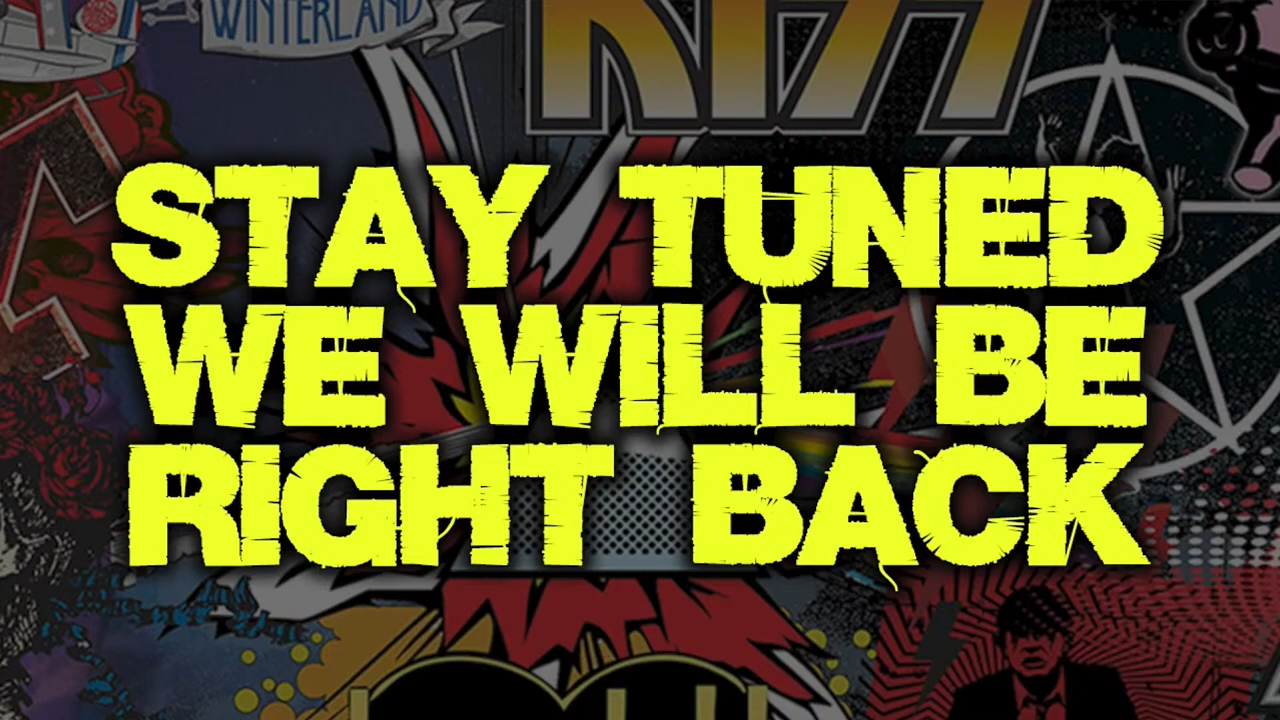 WINTERLAND
KISS
STAY TUNED
WE WILL BE
RIGHT BACK